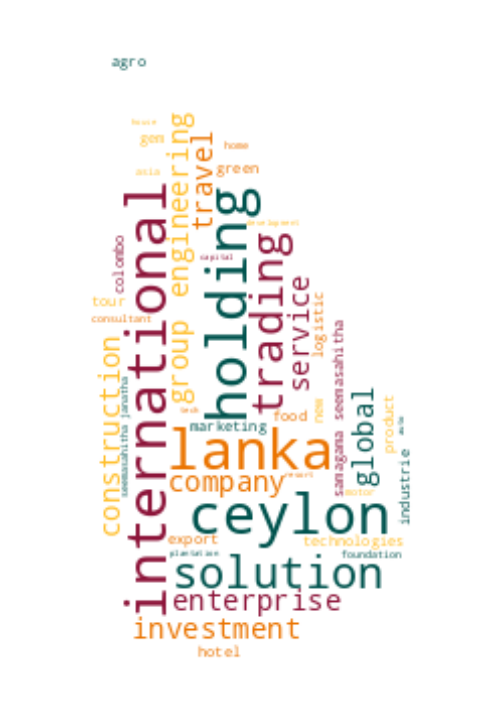 agro
house
gem
engineering
travel
home
asia
green
international
holding
development
colombo
trading
capital
service
tour
logistic
consultant
group
construction
seemasahitha janatha
samagama seemasahitha
global
new
food
tech
marketing
product
auto
lanka
industrie
company
resort
motor
ceylon
export
technologies
plantation
foundation
solution
enterprise
investment
hotel